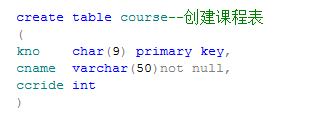 create table course--创建课程表
(
kno    char(9) primary key,
cname  varchar(50)not null,
ccride int
)